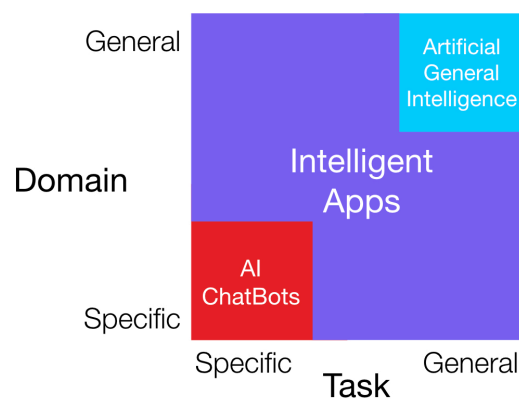 General
Artificial
General
Intelligence
Intelligent
Apps
Domain
AI
ChatBots
Specific
Specific
General
Task